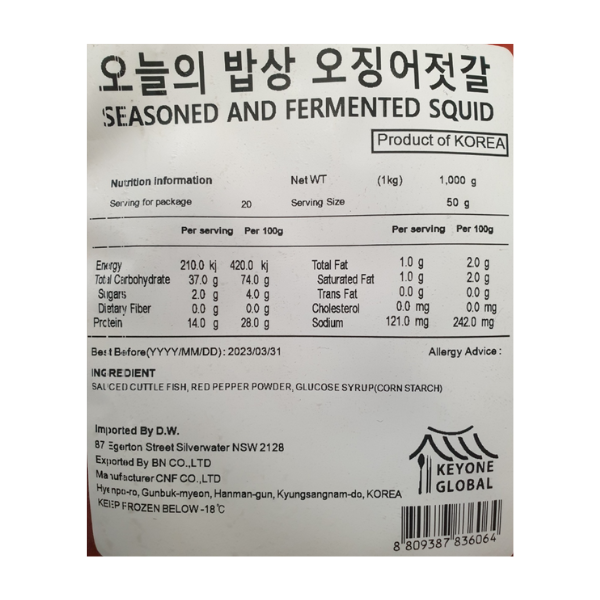 오늘의 밥상 오징어젓갈
SEASONED AND FERMENTED SQUID
Product of KOREA
Nutrition Information Net WT (1kg) 1,000 g
Serving for package 20 Serving Size 50 g
Per serving Per 100g Per serving Per 100g
Energy 210.0 kj 420.0 kj Total Fat 1.0 g 2.0 g
Total Carbohydrate 37.0 g 74.0 g Saturated Fat 1.0 g 2.0 g
Sugars 2.0 g 4.0 g Trans Fat 0.0 g 0.0 g
Dietary Fiber 0.0 g 0.0 g Cholesterol 0.0 mg 0.0 mg
Protein 14.0 g 28.0 g Sodium 121.0 mg 242.0 mg
Best Before(YYYY/MM/DD): 2023/03/31 Allergy Advice :
INGREDIENT
SAUCED CUTTLE FISH, RED PEPPER POWDER, GLUCOSE SYRUP(CORN STARCH)
Imported By D.W.
87 Egerton Street Silverwater NSW 2128
Exported By BN CO.,LTD
Manufacturer CNF CO.,LTD
Gunbuk-myeon, Hanman-gun, Kyungsangnam-do, KOREA
KEEP FROZEN BELOW -18℃
KEYONE
GLOBAL
8 809387 836064